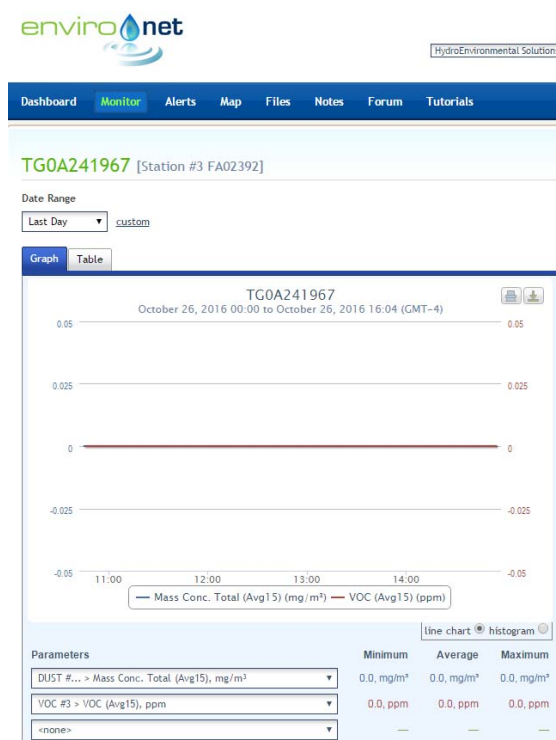 enviro net
HydroEnvironmental Solution
Dashboard Monitor Alerts Map Files Notes Forum Tutorials
TG0A241967 [Station #3 FA02392]
Date Range
Last Day custom
Graph Table
TG0A241967
October 26, 2016 00:00 to October 26, 2016 16:04 (GMT-4)
0.05 0.05
0.025 0.025
0 0
-0.025 -0.025
-0.05 -0.05
11:00 12:00 13:00 14:00
Mass Conc. Total (Avg15) (mg/m³) VOC (Avg15) (ppm)
line chart histogram
Parameters Minimum Average Maximum
DUST #... > Mass Conc. Total (Avg15), mg/m³ 0.0, mg/m³ 0.0, mg/m³ 0.0, mg/m³
VOC #3 > VOC (Avg15), ppm 0.0, ppm 0.0, ppm 0.0, ppm
<none> — — —